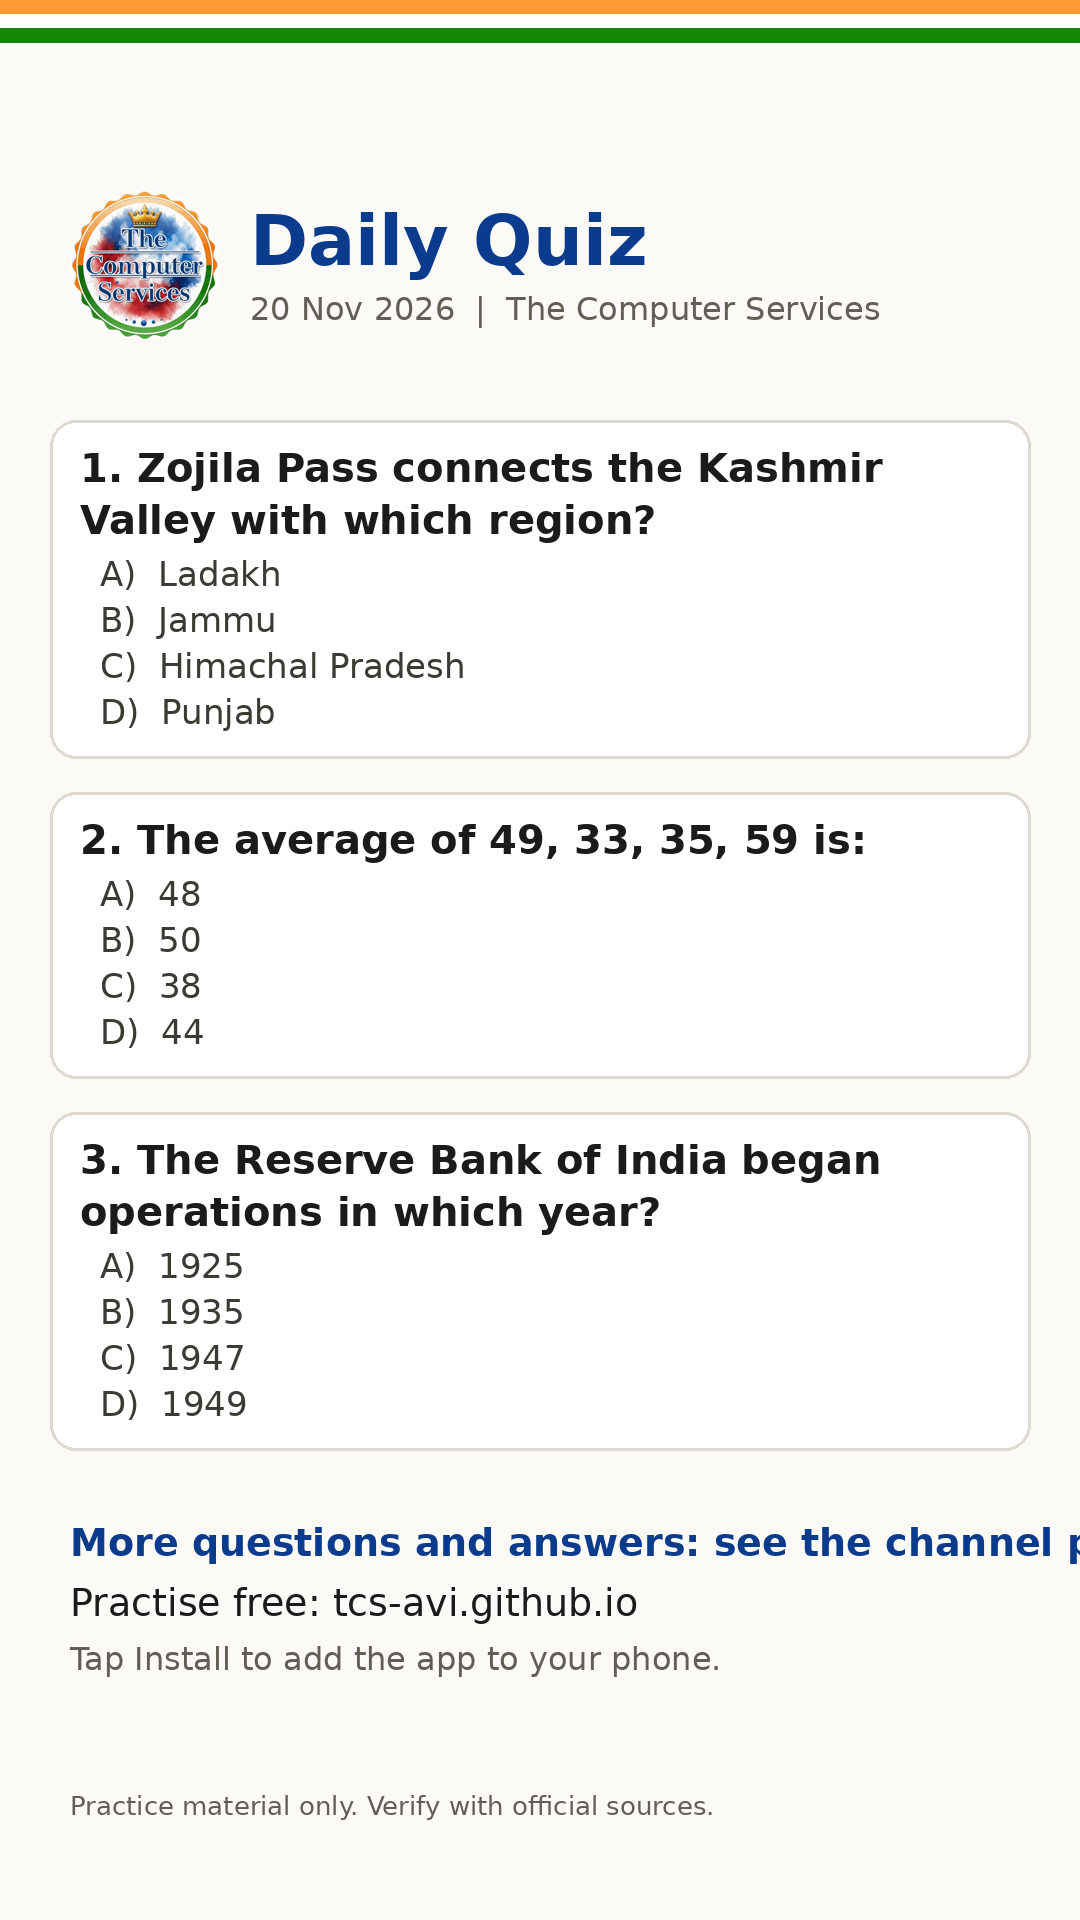 The
Computer
Services
Daily Quiz
20 Nov 2026 | The Computer Services
1. Zojila Pass connects the Kashmir
Valley with which region?
A) Ladakh
B) Jammu
C) Himachal Pradesh
D) Punjab
2. The average of 49, 33, 35, 59 is:
A) 48
B) 50
C) 38
D) 44
3. The Reserve Bank of India began
operations in which year?
A) 1925
B) 1935
C) 1947
D) 1949
More questions and answers: see the channel
Practise free: tcs-avi.github.io
Tap Install to add the app to your phone.
Practice material only. Verify with official sources.